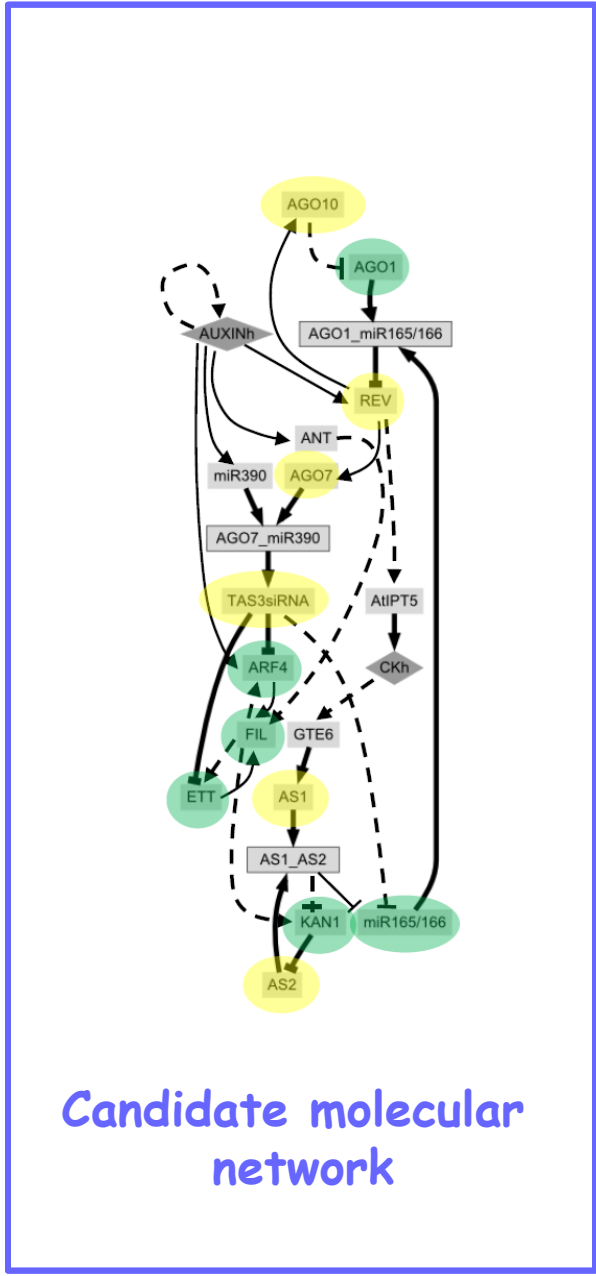 AGO10
AGO1
AUXINh
AGO1_miR165/166
REV
ANT
miR390
AGO7
AGO7_miR390
TAS3siRNA
AtIPT5
ARF4
CKh
FIL
GTE6
ETT
AS1
AS1_AS2
KAN1
miR165/166
AS2
Candidate molecular
network